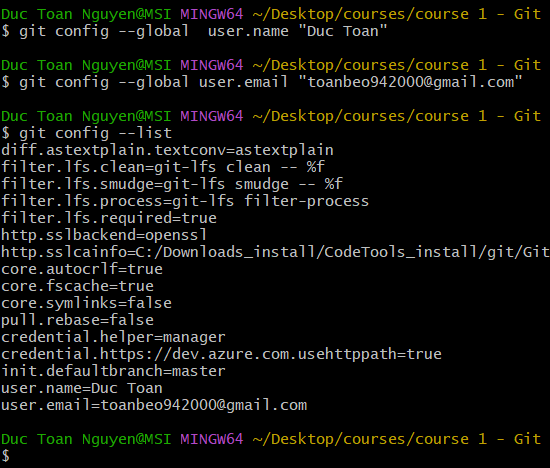 Duc Toan Nguyen@MSI MINGW64 ~/Desktop/courses/course 1 - Git
$ git config --global  user.name "Duc Toan"
Duc Toan Nguyen@MSI MINGW64 ~/Desktop/courses/course 1 - Git
$ git config --global user.email "toanbeo942000@gmail.com"
Duc Toan Nguyen@MSI MINGW64 ~/Desktop/courses/course 1 - Git
$ git config --list
diff.astextplain.textconv=astextplain
filter.lfs.clean=git-lfs clean -- %f
filter.lfs.smudge=git-lfs smudge -- %f
filter.lfs.process=git-lfs filter-process
filter.lfs.required=true
http.sslbackend=openssl
http.sslcainfo=C:/Downloads_install/CodeTools_install/git/Git
core.autocrlf=true
core.fscache=true
core.symlinks=false
pull.rebase=false
credential.helper=manager
credential.https://dev.azure.com.usehttppath=true
init.defaultbranch=master
user.name=Duc Toan
user.email=toanbeo942000@gmail.com
Duc Toan Nguyen@MSI MINGW64 ~/Desktop/courses/course 1 - Git
$